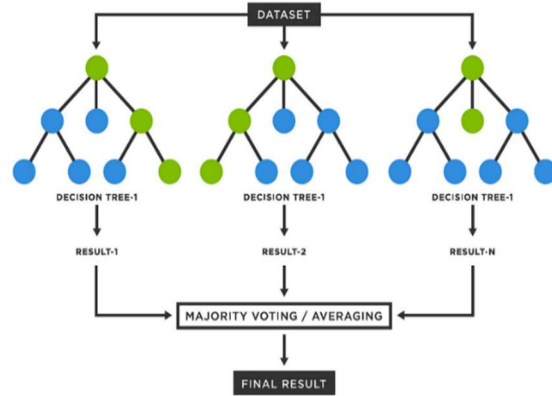 DATASET
DECISION TREE-1 DECISION TREE-1 DECISION TREE-1
RESULT-1 RESULT-2 RESULT-N
MAJORITY VOTING / AVERAGING
FINAL RESULT